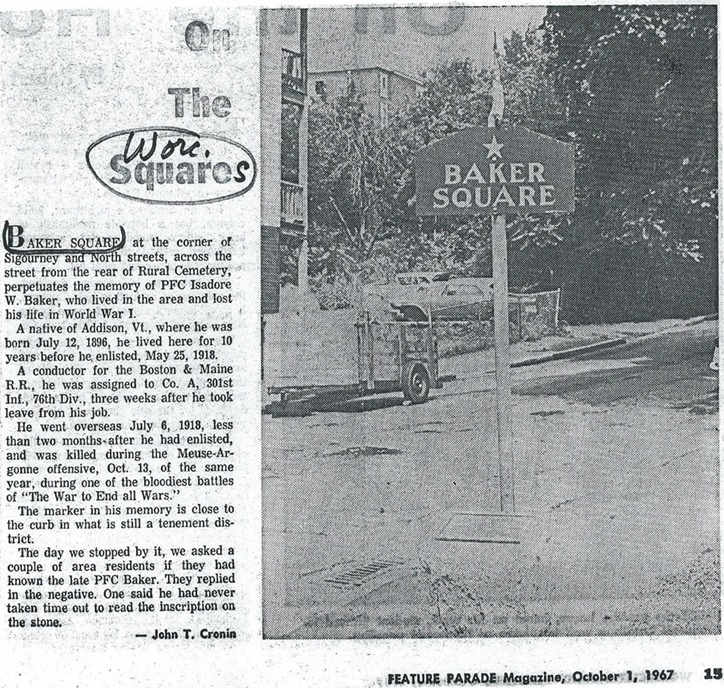 On
The
Worc.
Squares
BAKER SQUARE at the corner of
Sigourney and North streets, across the
street from the rear of Rural Cemetery,
perpetuates the memory of PFC Isadore
W. Baker, who lived in the area and lost
his life in World War I.
A native of Addison, Vt., where he was
born July 12, 1896, he lived here for 10
years before he enlisted, May 25, 1918.
A conductor for the Boston & Maine
R.R., he was assigned to Co. A, 301st
Inf., 76th Div., three weeks after he took
leave from his job.
He went overseas July 6, 1918, less
than two months after he had enlisted,
and was killed during the Meuse-Ar-
gonne offensive, Oct. 13, of the same
year, during one of the bloodiest battles
of "The War to End all Wars."
The marker in his memory is close to
the curb in what is still a tenement dis-
trict.
The day we stopped by it, we asked a
couple of area residents if they had
known the late PFC Baker. They replied
in the negative. One said he had never
taken time out to read the inscription on
the stone.
— John T. Cronin
BAKER
SQUARE
FEATURE PARADE Magazine, October 1, 1967 15